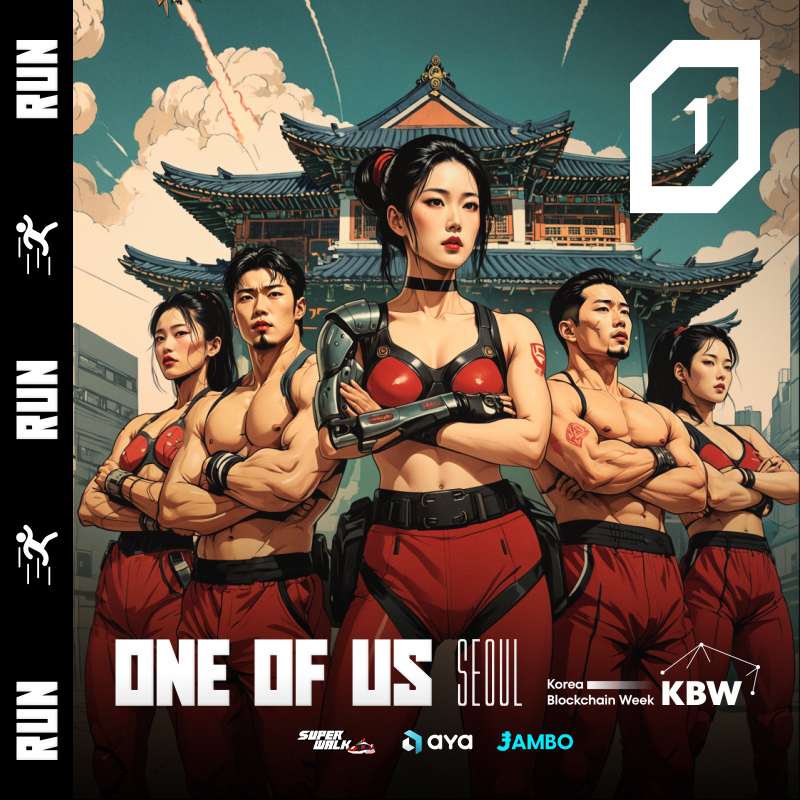 RUN
RUN
RUN
1
ONE OF US SEOUL
Korea
Blockchain Week KBW
SUPER
WALK
aya
JAMBO